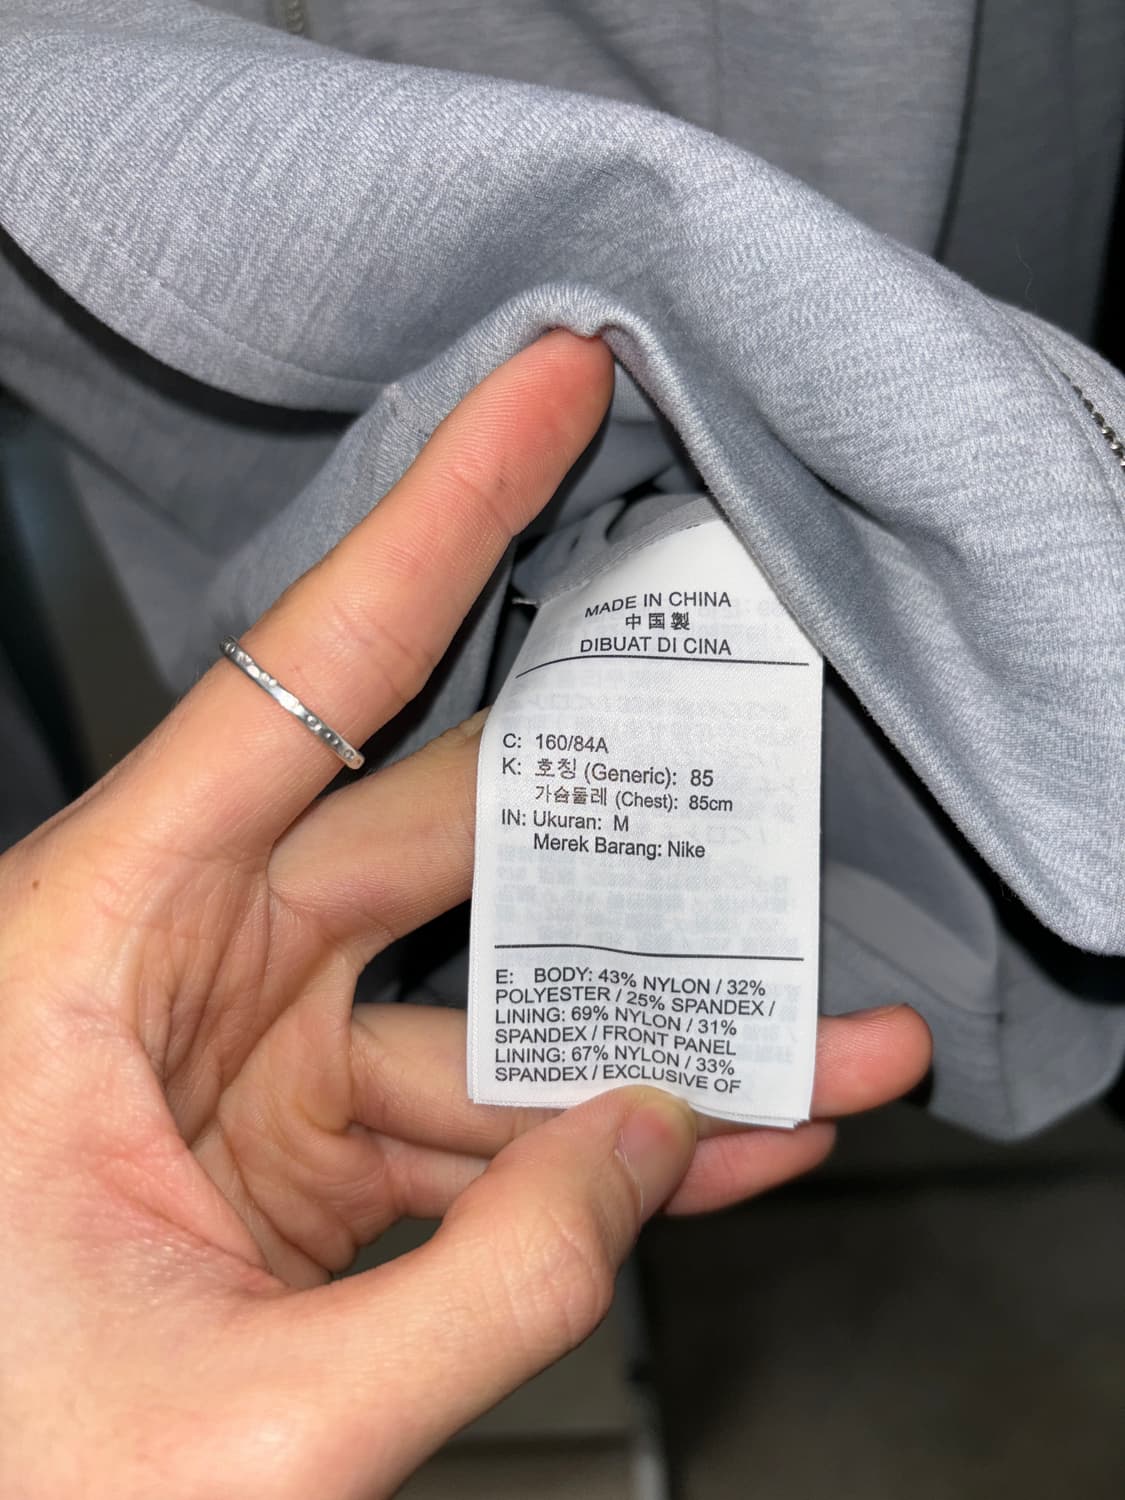 MADE IN CHINA
中国製
DIBUAT DI CINA
C: 160/84A
K: 호칭 (Generic): 85
가슴둘레 (Chest): 85cm
IN: Ukuran: M
Merek Barang: Nike
E: BODY: 43% NYLON / 32%
POLYESTER / 25% SPANDEX /
LINING: 69% NYLON / 31%
SPANDEX / FRONT PANEL
LINING: 67% NYLON / 33%
SPANDEX / EXCLUSIVE OF